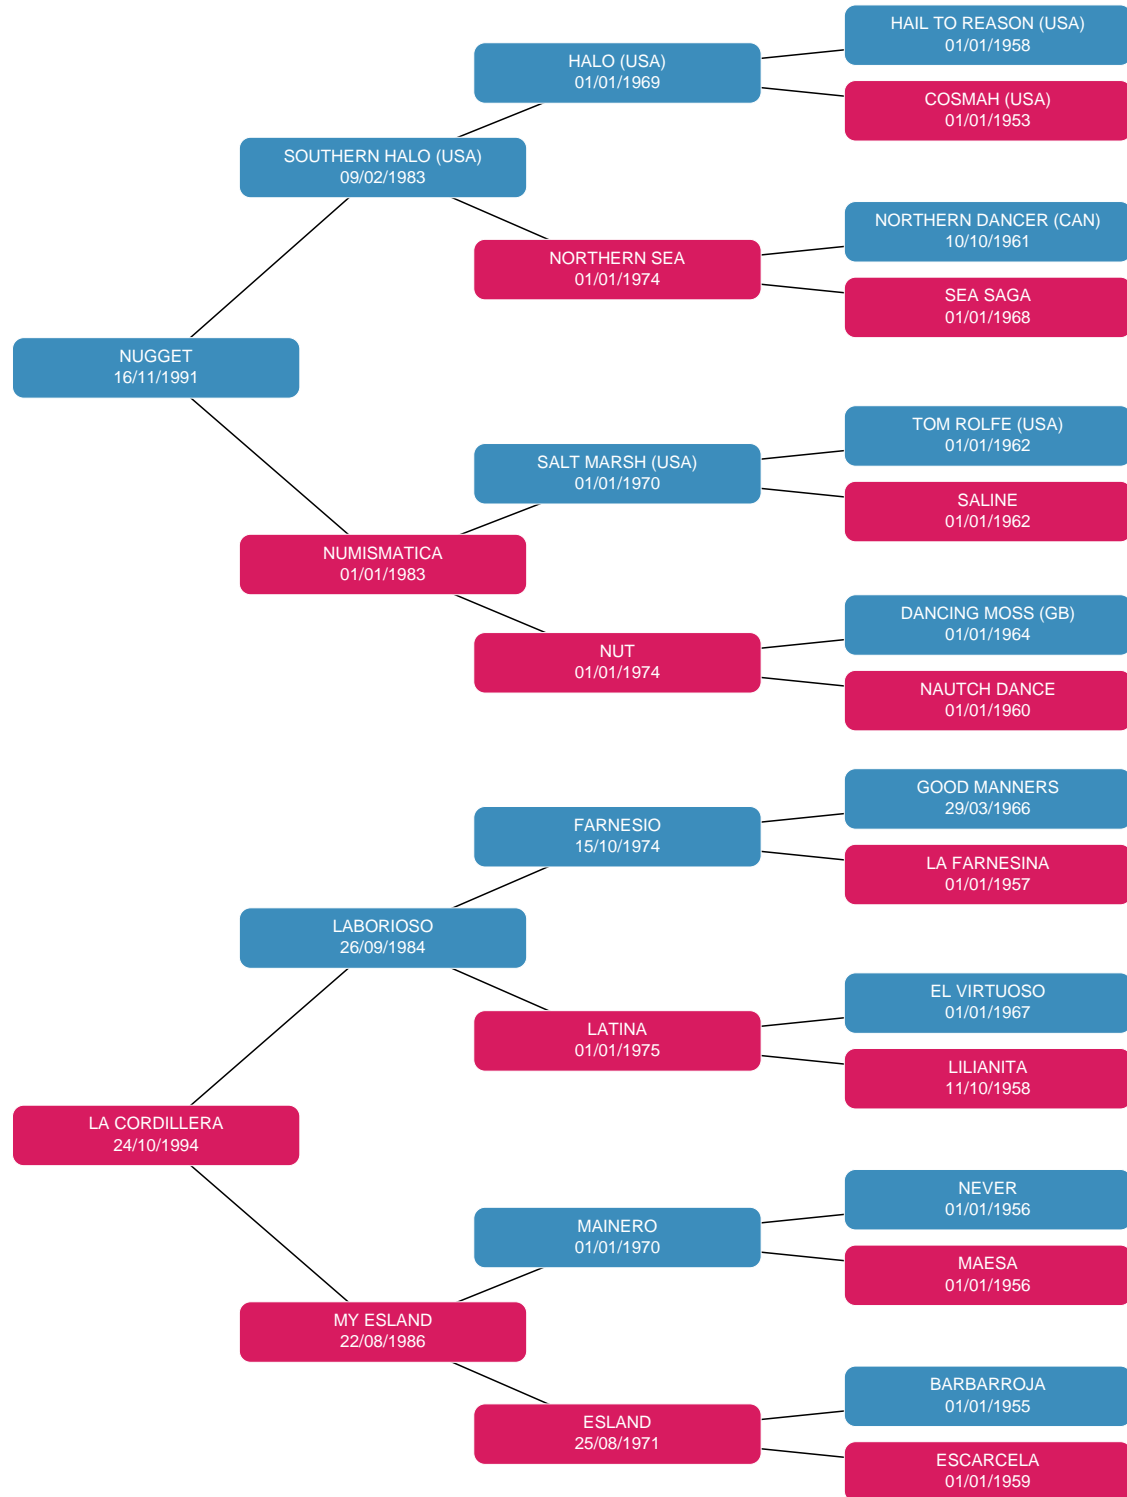 HAIL TO REASON (USA)
01/01/1958
HALO (USA)
01/01/1969
COSMAH (USA)
01/01/1953
SOUTHERN HALO (USA)
09/02/1983
NORTHERN DANCER (CAN)
10/10/1961
NORTHERN SEA
01/01/1974
SEA SAGA
01/01/1968
NUGGET
16/11/1991
TOM ROLFE (USA)
01/01/1962
SALT MARSH (USA)
01/01/1970
SALINE
01/01/1962
NUMISMATICA
01/01/1983
DANCING MOSS (GB)
01/01/1964
NUT
01/01/1974
NAUTCH DANCE
01/01/1960
GOOD MANNERS
29/03/1966
FARNESIO
15/10/1974
LA FARNESINA
01/01/1957
LABORIOSO
26/09/1984
EL VIRTUOSO
01/01/1967
LATINA
01/01/1975
LILIANITA
11/10/1958
LA CORDILLERA
24/10/1994
NEVER
01/01/1956
MAINERO
01/01/1970
MAESA
01/01/1956
MY ESLAND
22/08/1986
BARBARROJA
01/01/1955
ESLAND
25/08/1971
ESCARCELA
01/01/1959